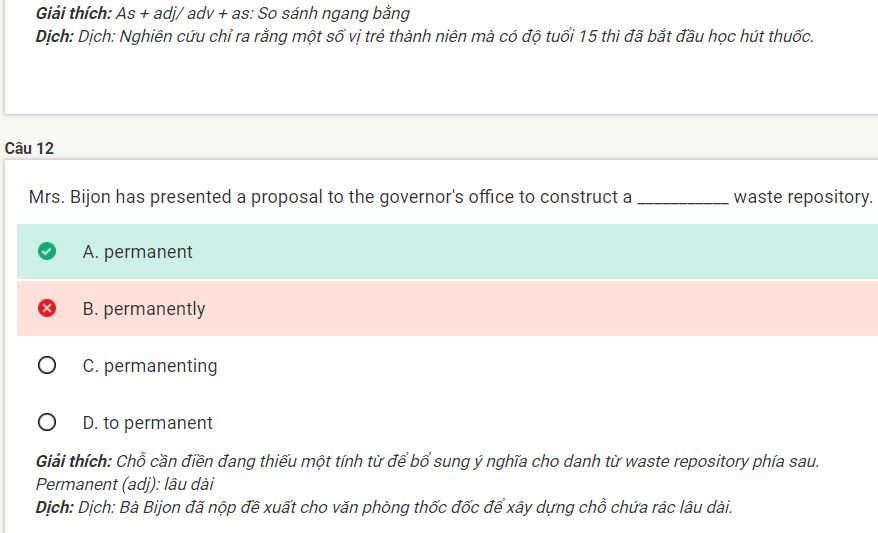 Giải thích: As + adj/ adv + as: So sánh ngang bằng
Dịch: Dịch: Nghiên cứu chỉ ra rằng một số vị trẻ thành niên mà có độ tuổi 15 thì đã bắt đầu học hút thuốc.
Câu 12
Mrs. Bijon has presented a proposal to the governor's office to construct a ___________ waste repository.
A. permanent
B. permanently
C. permanenting
D. to permanent
Giải thích: Chỗ cần điền đang thiếu một tính từ để bổ sung ý nghĩa cho danh từ waste repository phía sau.
Permanent (adj): lâu dài
Dịch: Dịch: Bà Bijon đã nộp đề xuất cho văn phòng thốc đốc để xây dựng chỗ chứa rác lâu dài.